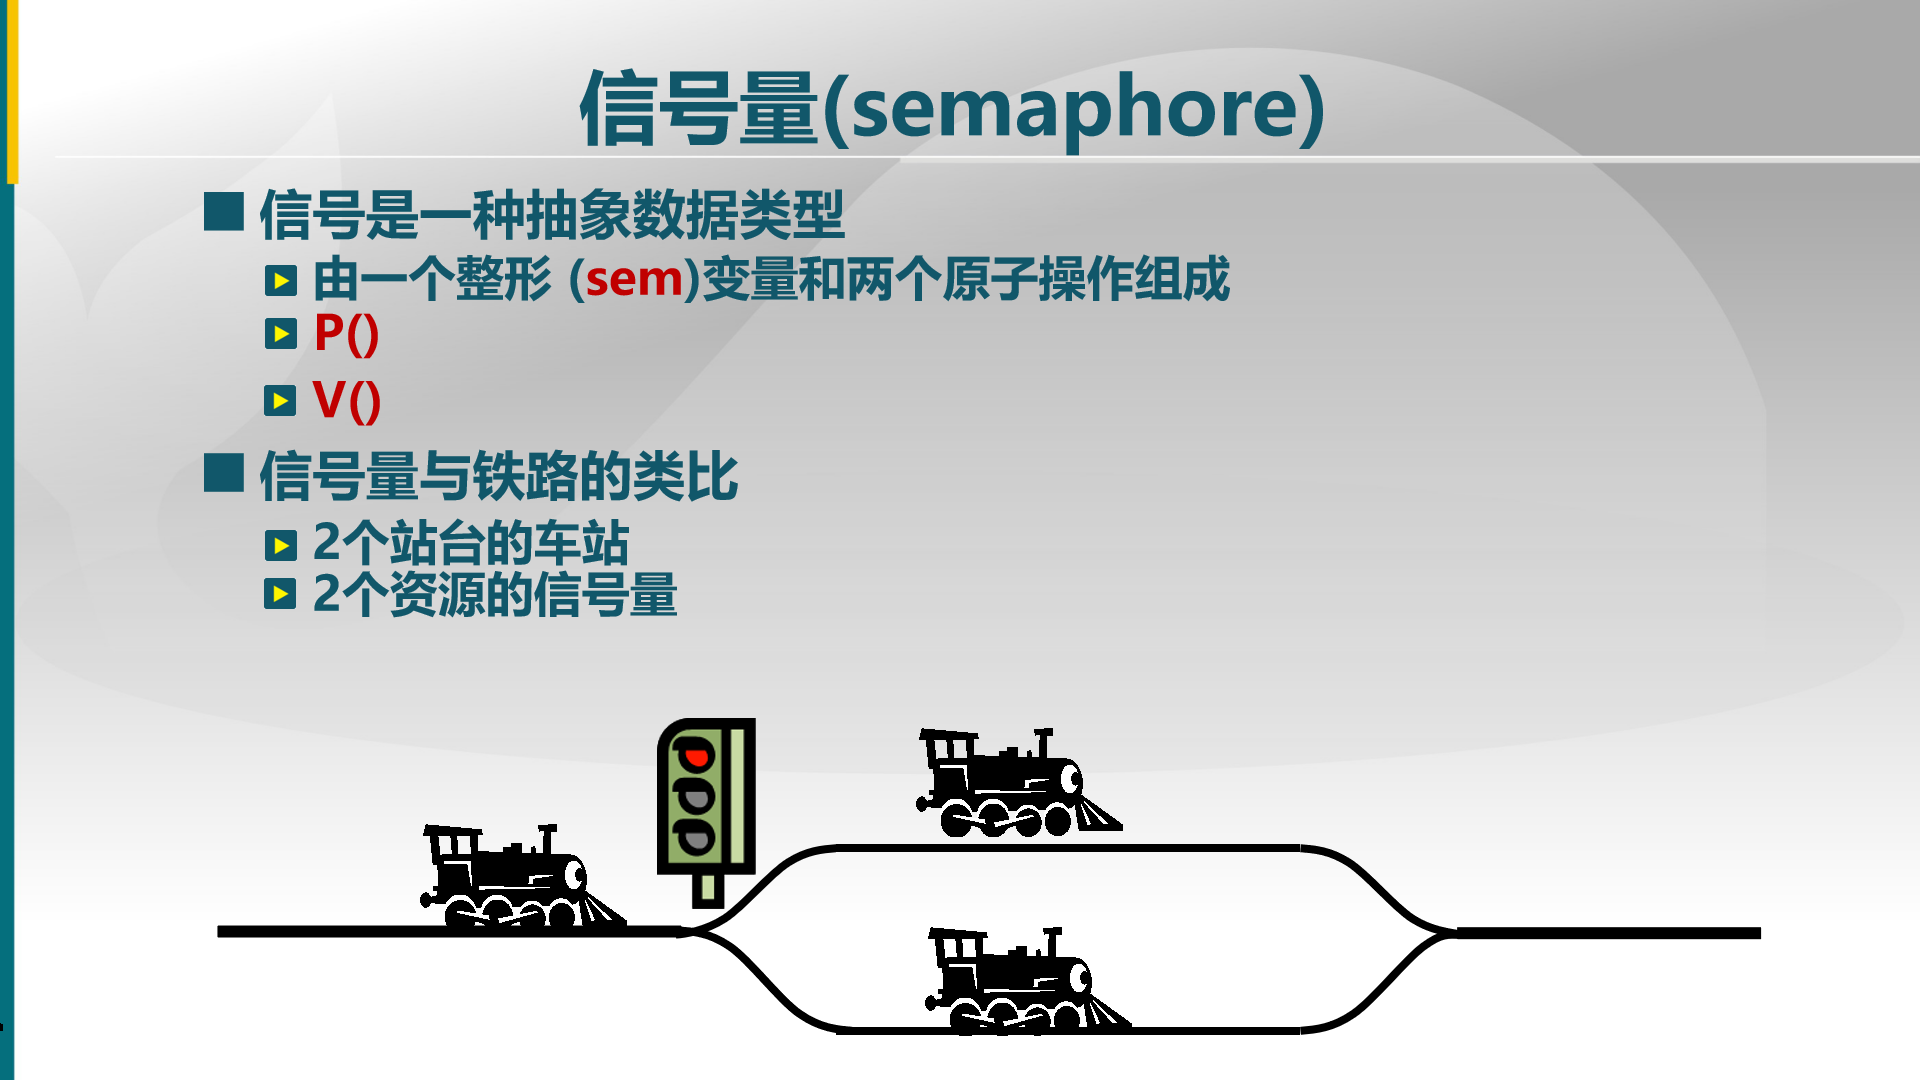 信号量(semaphore)
信号是一种抽象数据类型
由一个整形 (sem)变量和两个原子操作组成
P()
V()
信号量与铁路的类比
2个站台的车站
2个资源的信号量